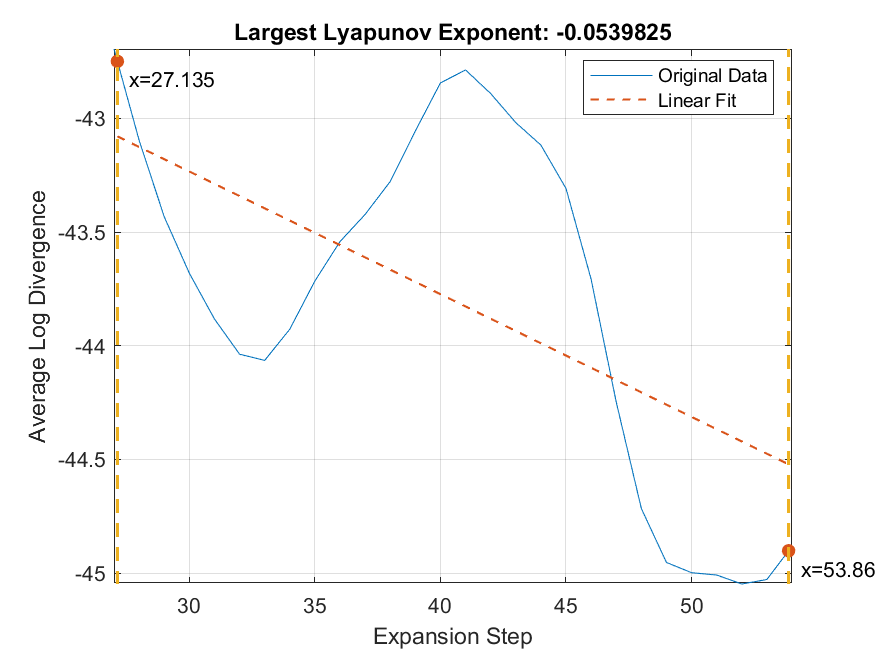 Largest Lyapunov Exponent: -0.0539825
x=27.135
Original Data
Linear Fit
-43
-43.5
-44
-44.5
-45
Average Log Divergence
x=53.86
30 35 40 45 50
Expansion Step